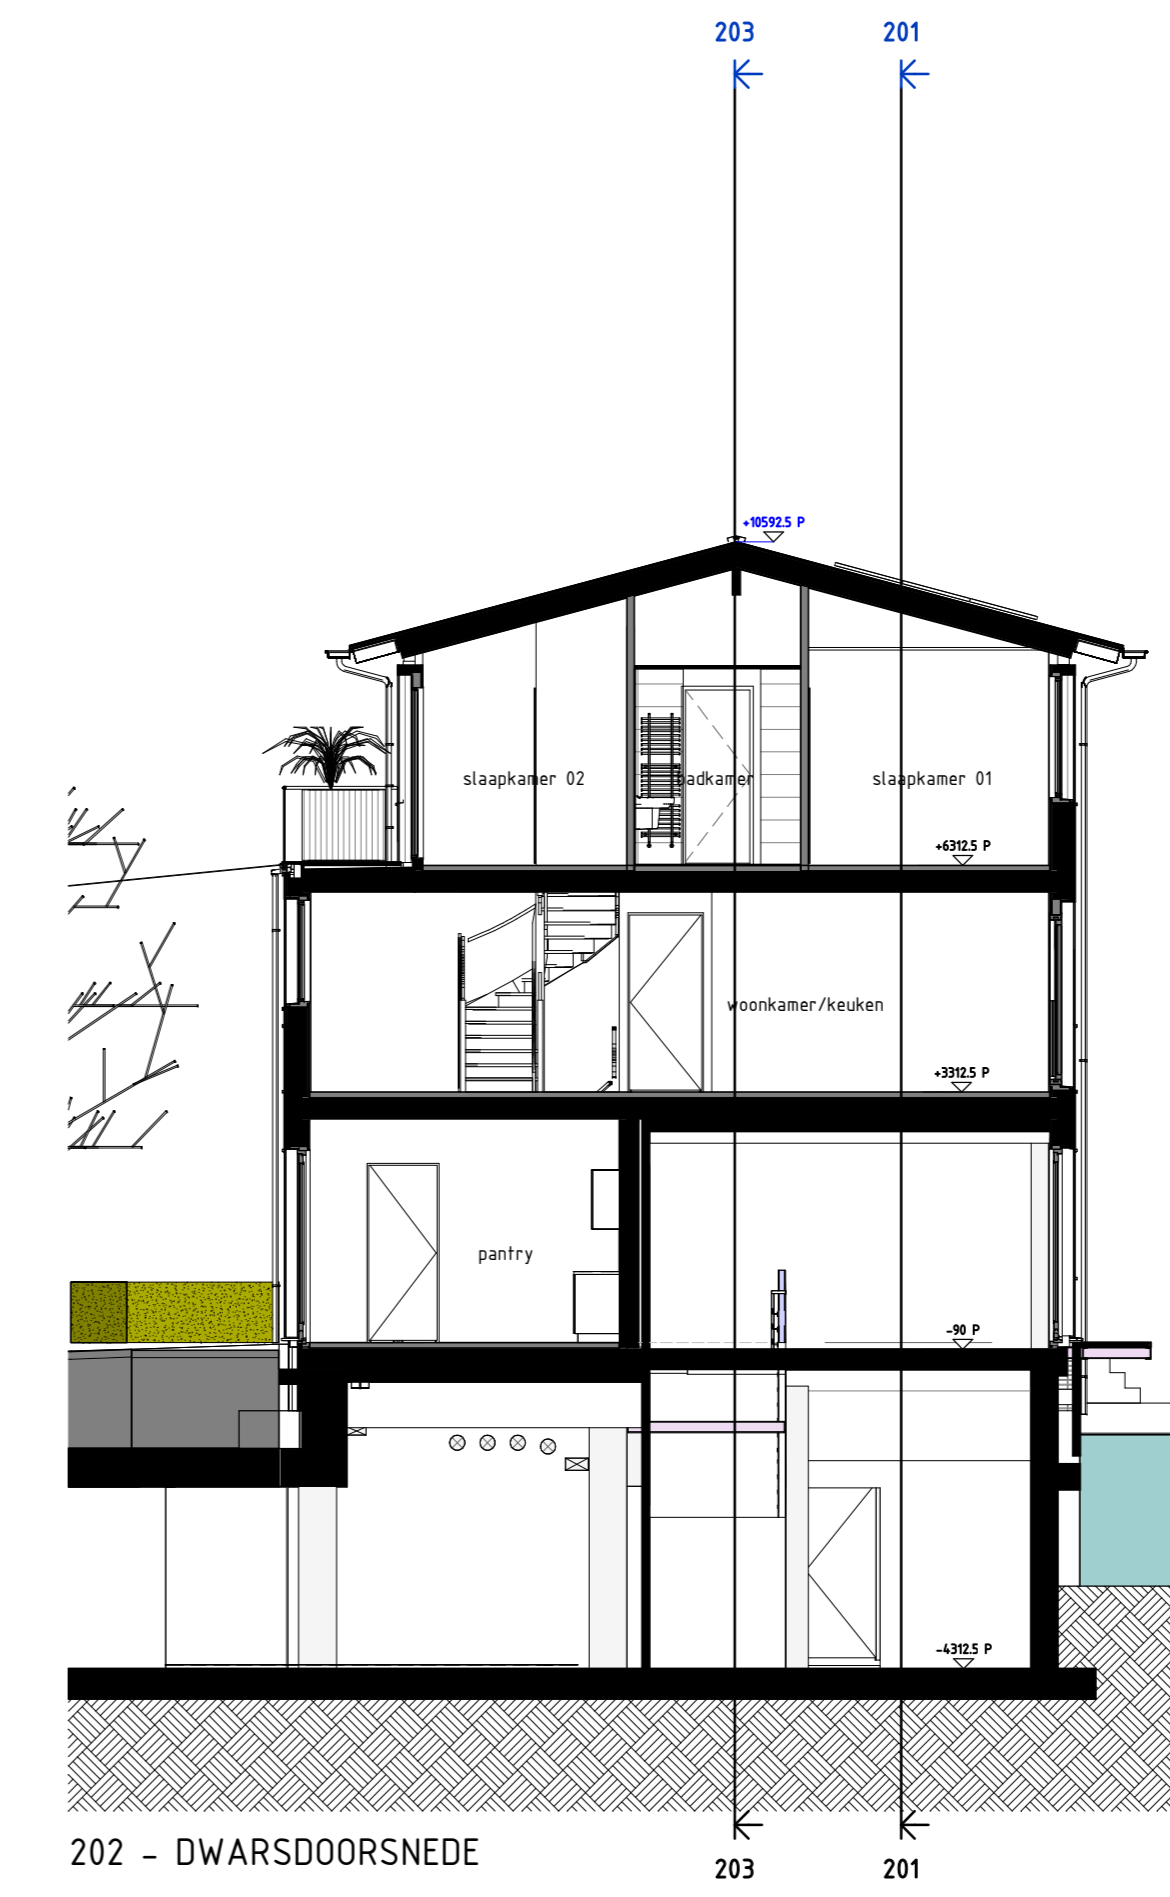 203 201
+10592.5 P
slaapkamer 02 badkamer slaapkamer 01
+6312.5 P
woonkamer/keuken
+3312.5 P
pantry
-90 P
-4312.5 P
202 - DWARSDOORSNEDE
203 201